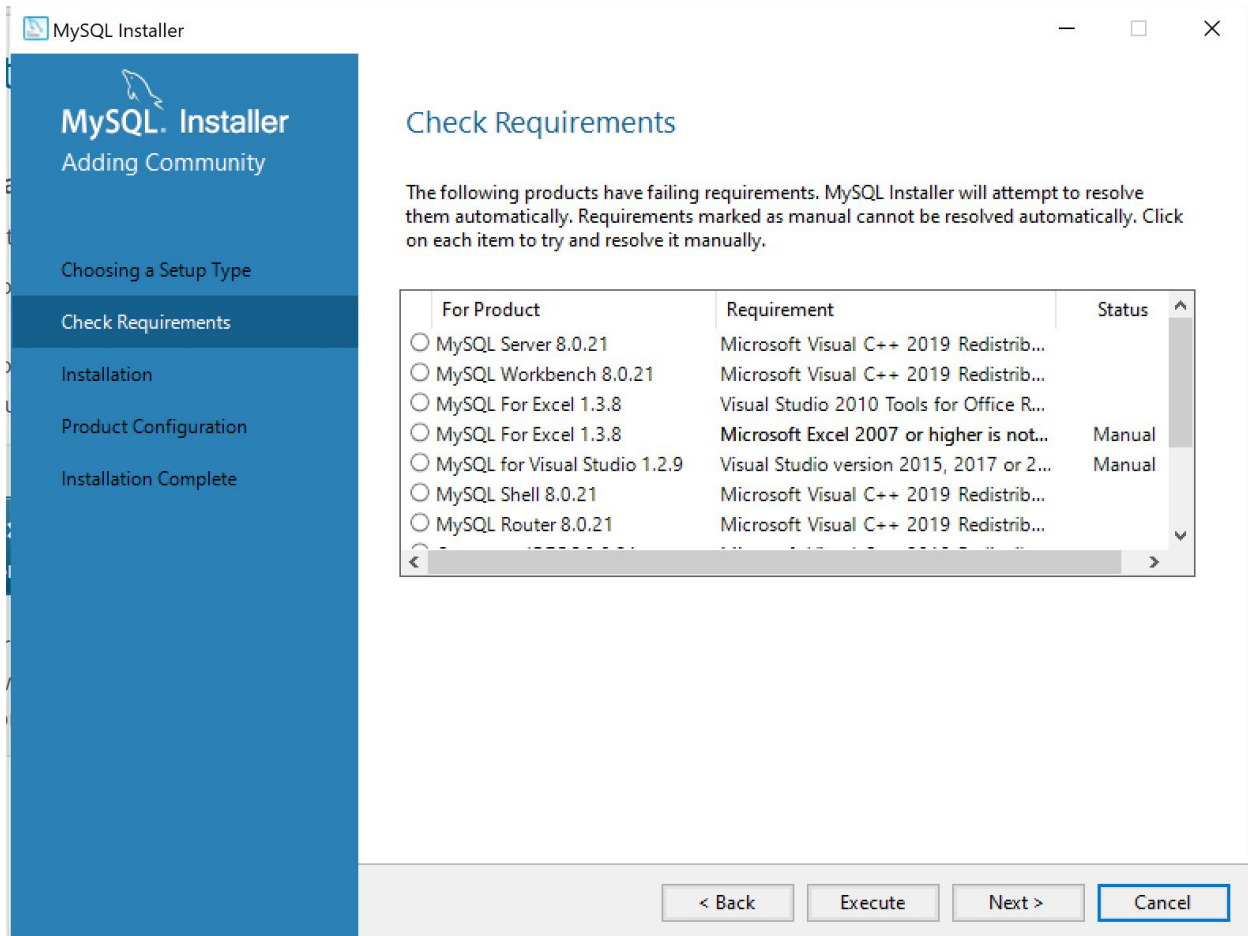 MySQL Installer
MySQL. Installer
Adding Community
Choosing a Setup Type
Check Requirements
Installation
Product Configuration
Installation Complete
Check Requirements
The following products have failing requirements. MySQL Installer will attempt to resolve
them automatically. Requirements marked as manual cannot be resolved automatically. Click
on each item to try and resolve it manually.
For Product Requirement Status
MySQL Server 8.0.21 Microsoft Visual C++ 2019 Redistrib...
MySQL Workbench 8.0.21 Microsoft Visual C++ 2019 Redistrib...
MySQL For Excel 1.3.8 Visual Studio 2010 Tools for Office R...
MySQL For Excel 1.3.8 Microsoft Excel 2007 or higher is not... Manual
MySQL for Visual Studio 1.2.9 Visual Studio version 2015, 2017 or 2... Manual
MySQL Shell 8.0.21 Microsoft Visual C++ 2019 Redistrib...
MySQL Router 8.0.21 Microsoft Visual C++ 2019 Redistrib...
< Back Execute Next > Cancel